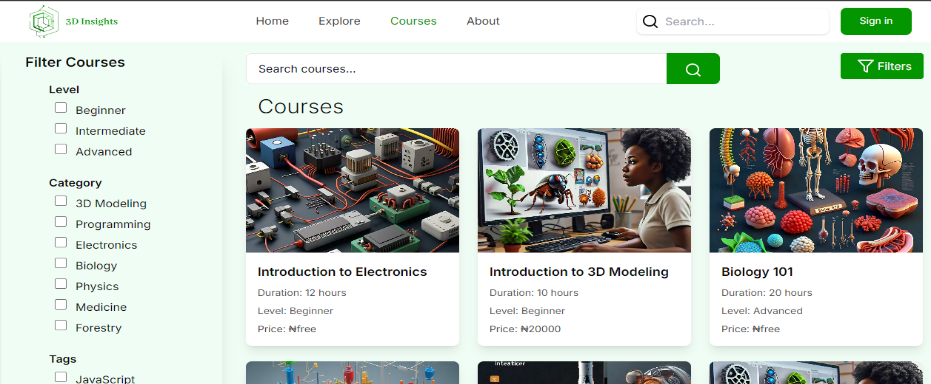 3D Insights
Home
Explore
Courses
About
Search...
Sign in
Filter Courses
Level
Beginner
Intermediate
Advanced
Category
3D Modeling
Programming
Electronics
Biology
Physics
Medicine
Forestry
Tags
JavaScript
Search courses...
Filters
Courses
Introduction to Electronics
Duration: 12 hours
Level: Beginner
Price: ₦free
Introduction to 3D Modeling
Duration: 10 hours
Level: Beginner
Price: ₦20000
Biology 101
Duration: 20 hours
Level: Advanced
Price: ₦free